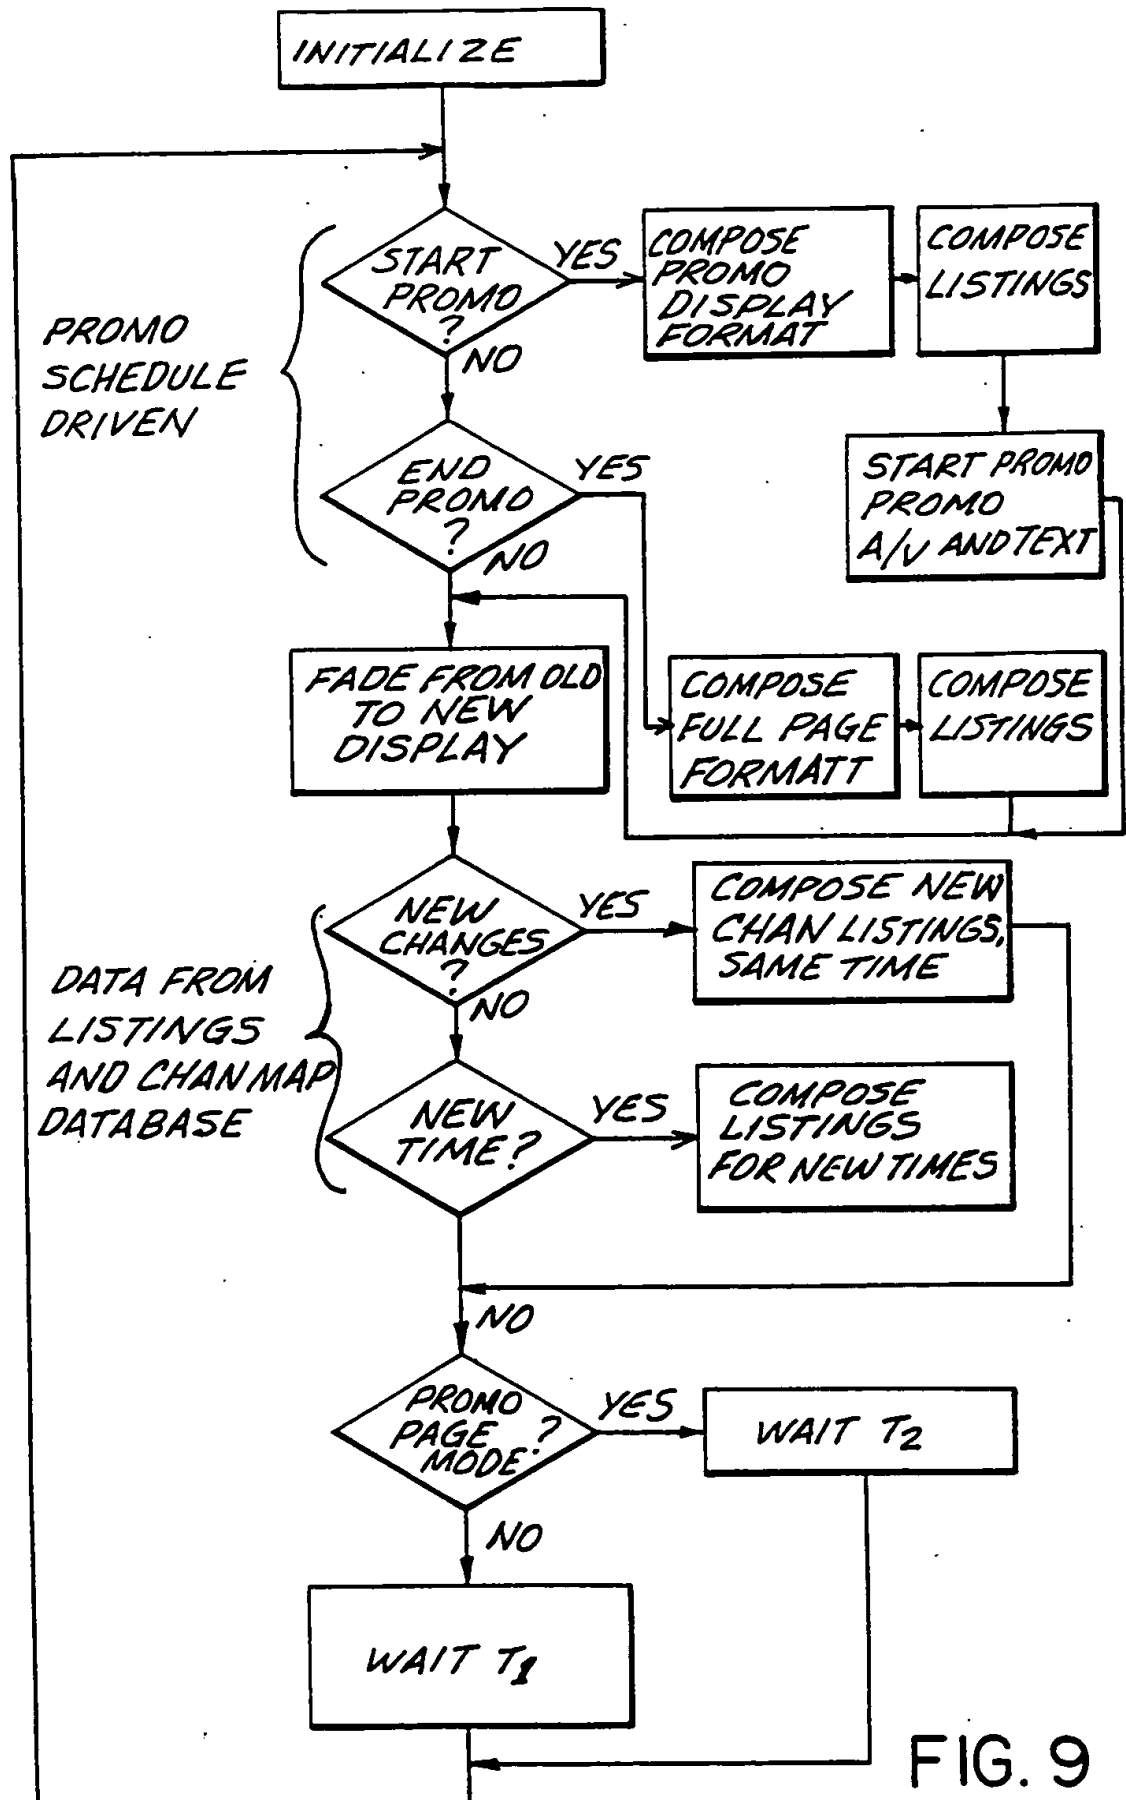 INITIALIZE
START
PROMO
?
YES
NO
COMPOSE
PROMO
DISPLAY
FORMAT
COMPOSE
LISTINGS
PROMO
SCHEDULE
DRIVEN
END
PROMO
?
YES
NO
START PROMO
PROMO
A/V AND TEXT
FADE FROM OLD
TO NEW
DISPLAY
COMPOSE
FULL PAGE
FORMATT
COMPOSE
LISTINGS
NEW
CHANGES
?
YES
NO
COMPOSE NEW
CHAN LISTINGS,
SAME TIME
DATA FROM
LISTINGS
AND CHAN MAP
DATABASE
NEW
TIME?
YES
COMPOSE
LISTINGS
FOR NEW TIMES
NO
PROMO
PAGE ?
MODE
YES
WAIT T2
NO
WAIT T1
FIG. 9